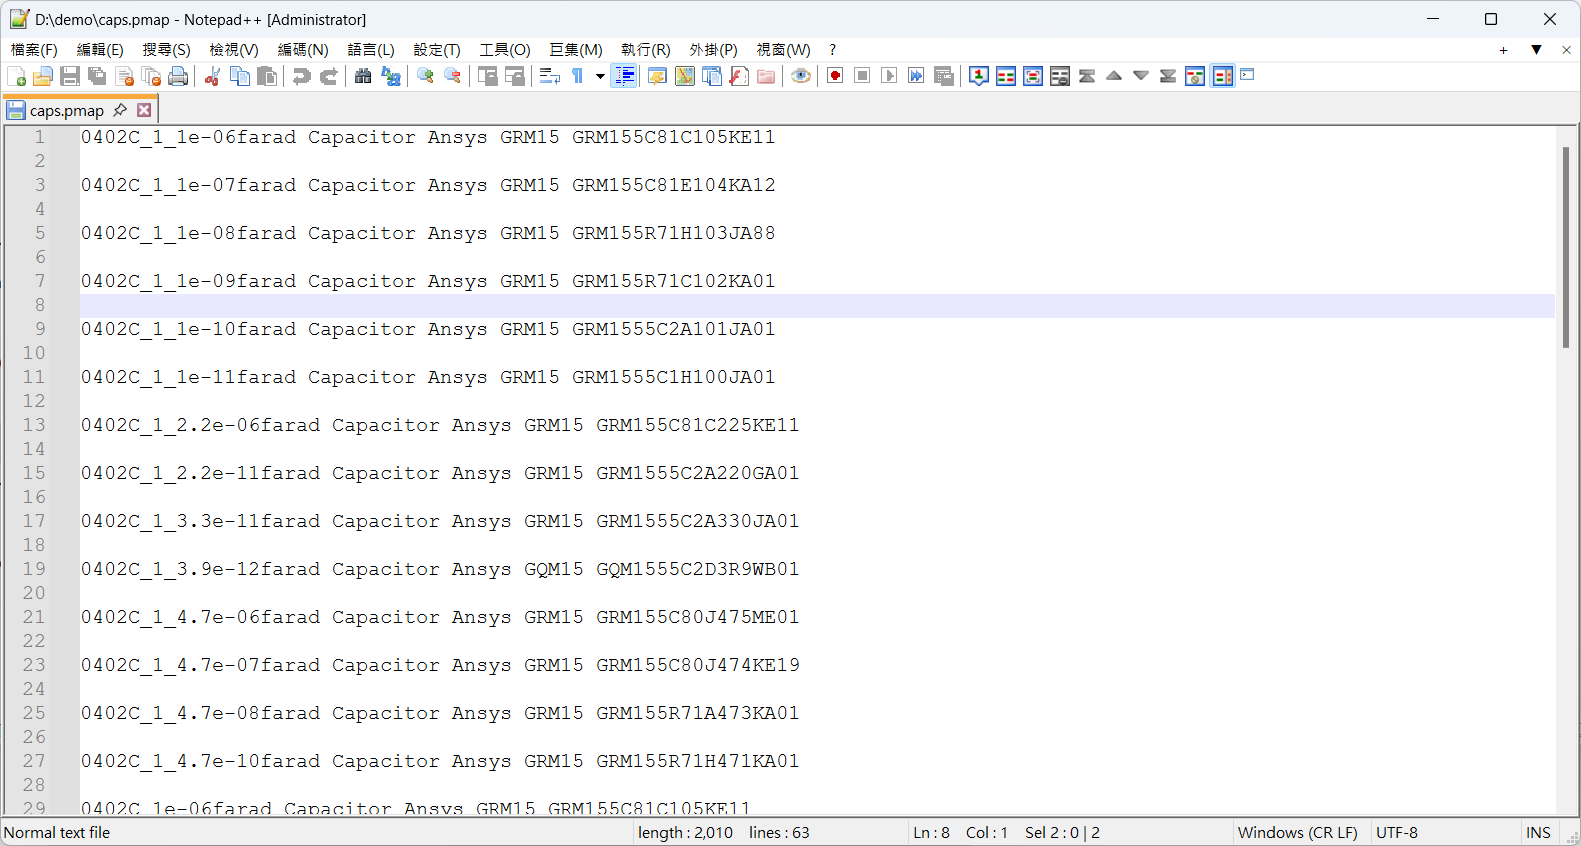 D:\demo\caps.pmap - Notepad++ [Administrator]
檔案(F) 編輯(E) 搜尋(S) 檢視(V) 編碼(N) 語言(L) 設定(T) 工具(O) 巨集(M) 執行(R) 外掛(P) 視窗(W) ? + ▼ ×
caps.pmap
1 0402C_1_1e-06farad Capacitor Ansys GRM15 GRM155C81C105KE11
2
3 0402C_1_1e-07farad Capacitor Ansys GRM15 GRM155C81E104KA12
4
5 0402C_1_1e-08farad Capacitor Ansys GRM15 GRM155R71H103JA88
6
7 0402C_1_1e-09farad Capacitor Ansys GRM15 GRM155R71C102KA01
8
9 0402C_1_1e-10farad Capacitor Ansys GRM15 GRM1555C2A101JA01
10
11 0402C_1_1e-11farad Capacitor Ansys GRM15 GRM1555C1H100JA01
12
13 0402C_1_2.2e-06farad Capacitor Ansys GRM15 GRM155C81C225KE11
14
15 0402C_1_2.2e-11farad Capacitor Ansys GRM15 GRM1555C2A220GA01
16
17 0402C_1_3.3e-11farad Capacitor Ansys GRM15 GRM1555C2A330JA01
18
19 0402C_1_3.9e-12farad Capacitor Ansys GQM15 GQM1555C2D3R9WB01
20
21 0402C_1_4.7e-06farad Capacitor Ansys GRM15 GRM155C80J475ME01
22
23 0402C_1_4.7e-07farad Capacitor Ansys GRM15 GRM155C80J474KE19
24
25 0402C_1_4.7e-08farad Capacitor Ansys GRM15 GRM155R71A473KA01
26
27 0402C_1_4.7e-10farad Capacitor Ansys GRM15 GRM155R71H471KA01
28
29 0402C_1e-06farad Capacitor Ansys GRM15 GRM155C81C105KE11
Normal text file length : 2,010 lines : 63 Ln : 8 Col : 1 Sel 2 : 0 | 2 Windows (CR LF) UTF-8 INS